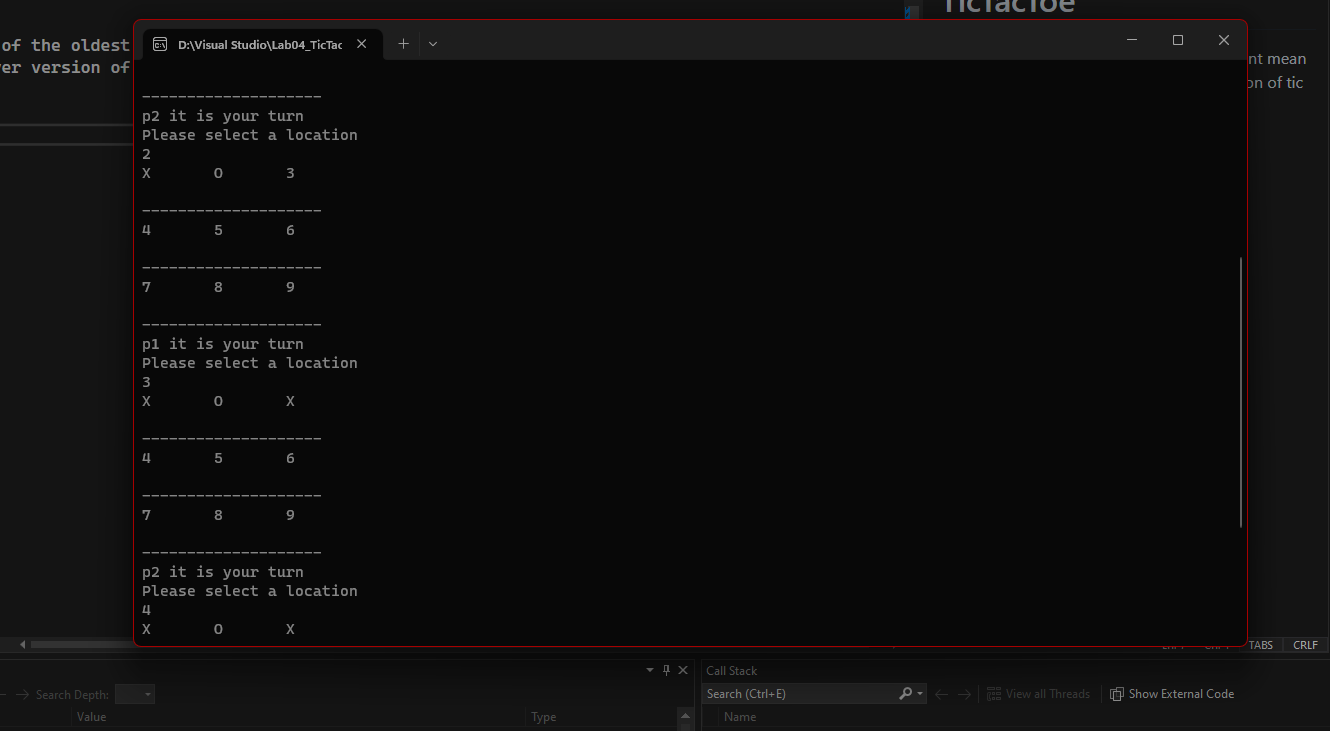 TicTacToe
of the oldest
er version of
nt mean
on of tic
D:\Visual Studio\Lab04_TicTac
--------------------
p2 it is your turn
Please select a location
2
X O 3
--------------------
4 5 6
--------------------
7 8 9
--------------------
p1 it is your turn
Please select a location
3
X O X
--------------------
4 5 6
--------------------
7 8 9
--------------------
p2 it is your turn
Please select a location
4
X O X
TABS CRLF
Call Stack
Search Depth:
Search (Ctrl+E) View all Threads Show External Code
Value Type Name